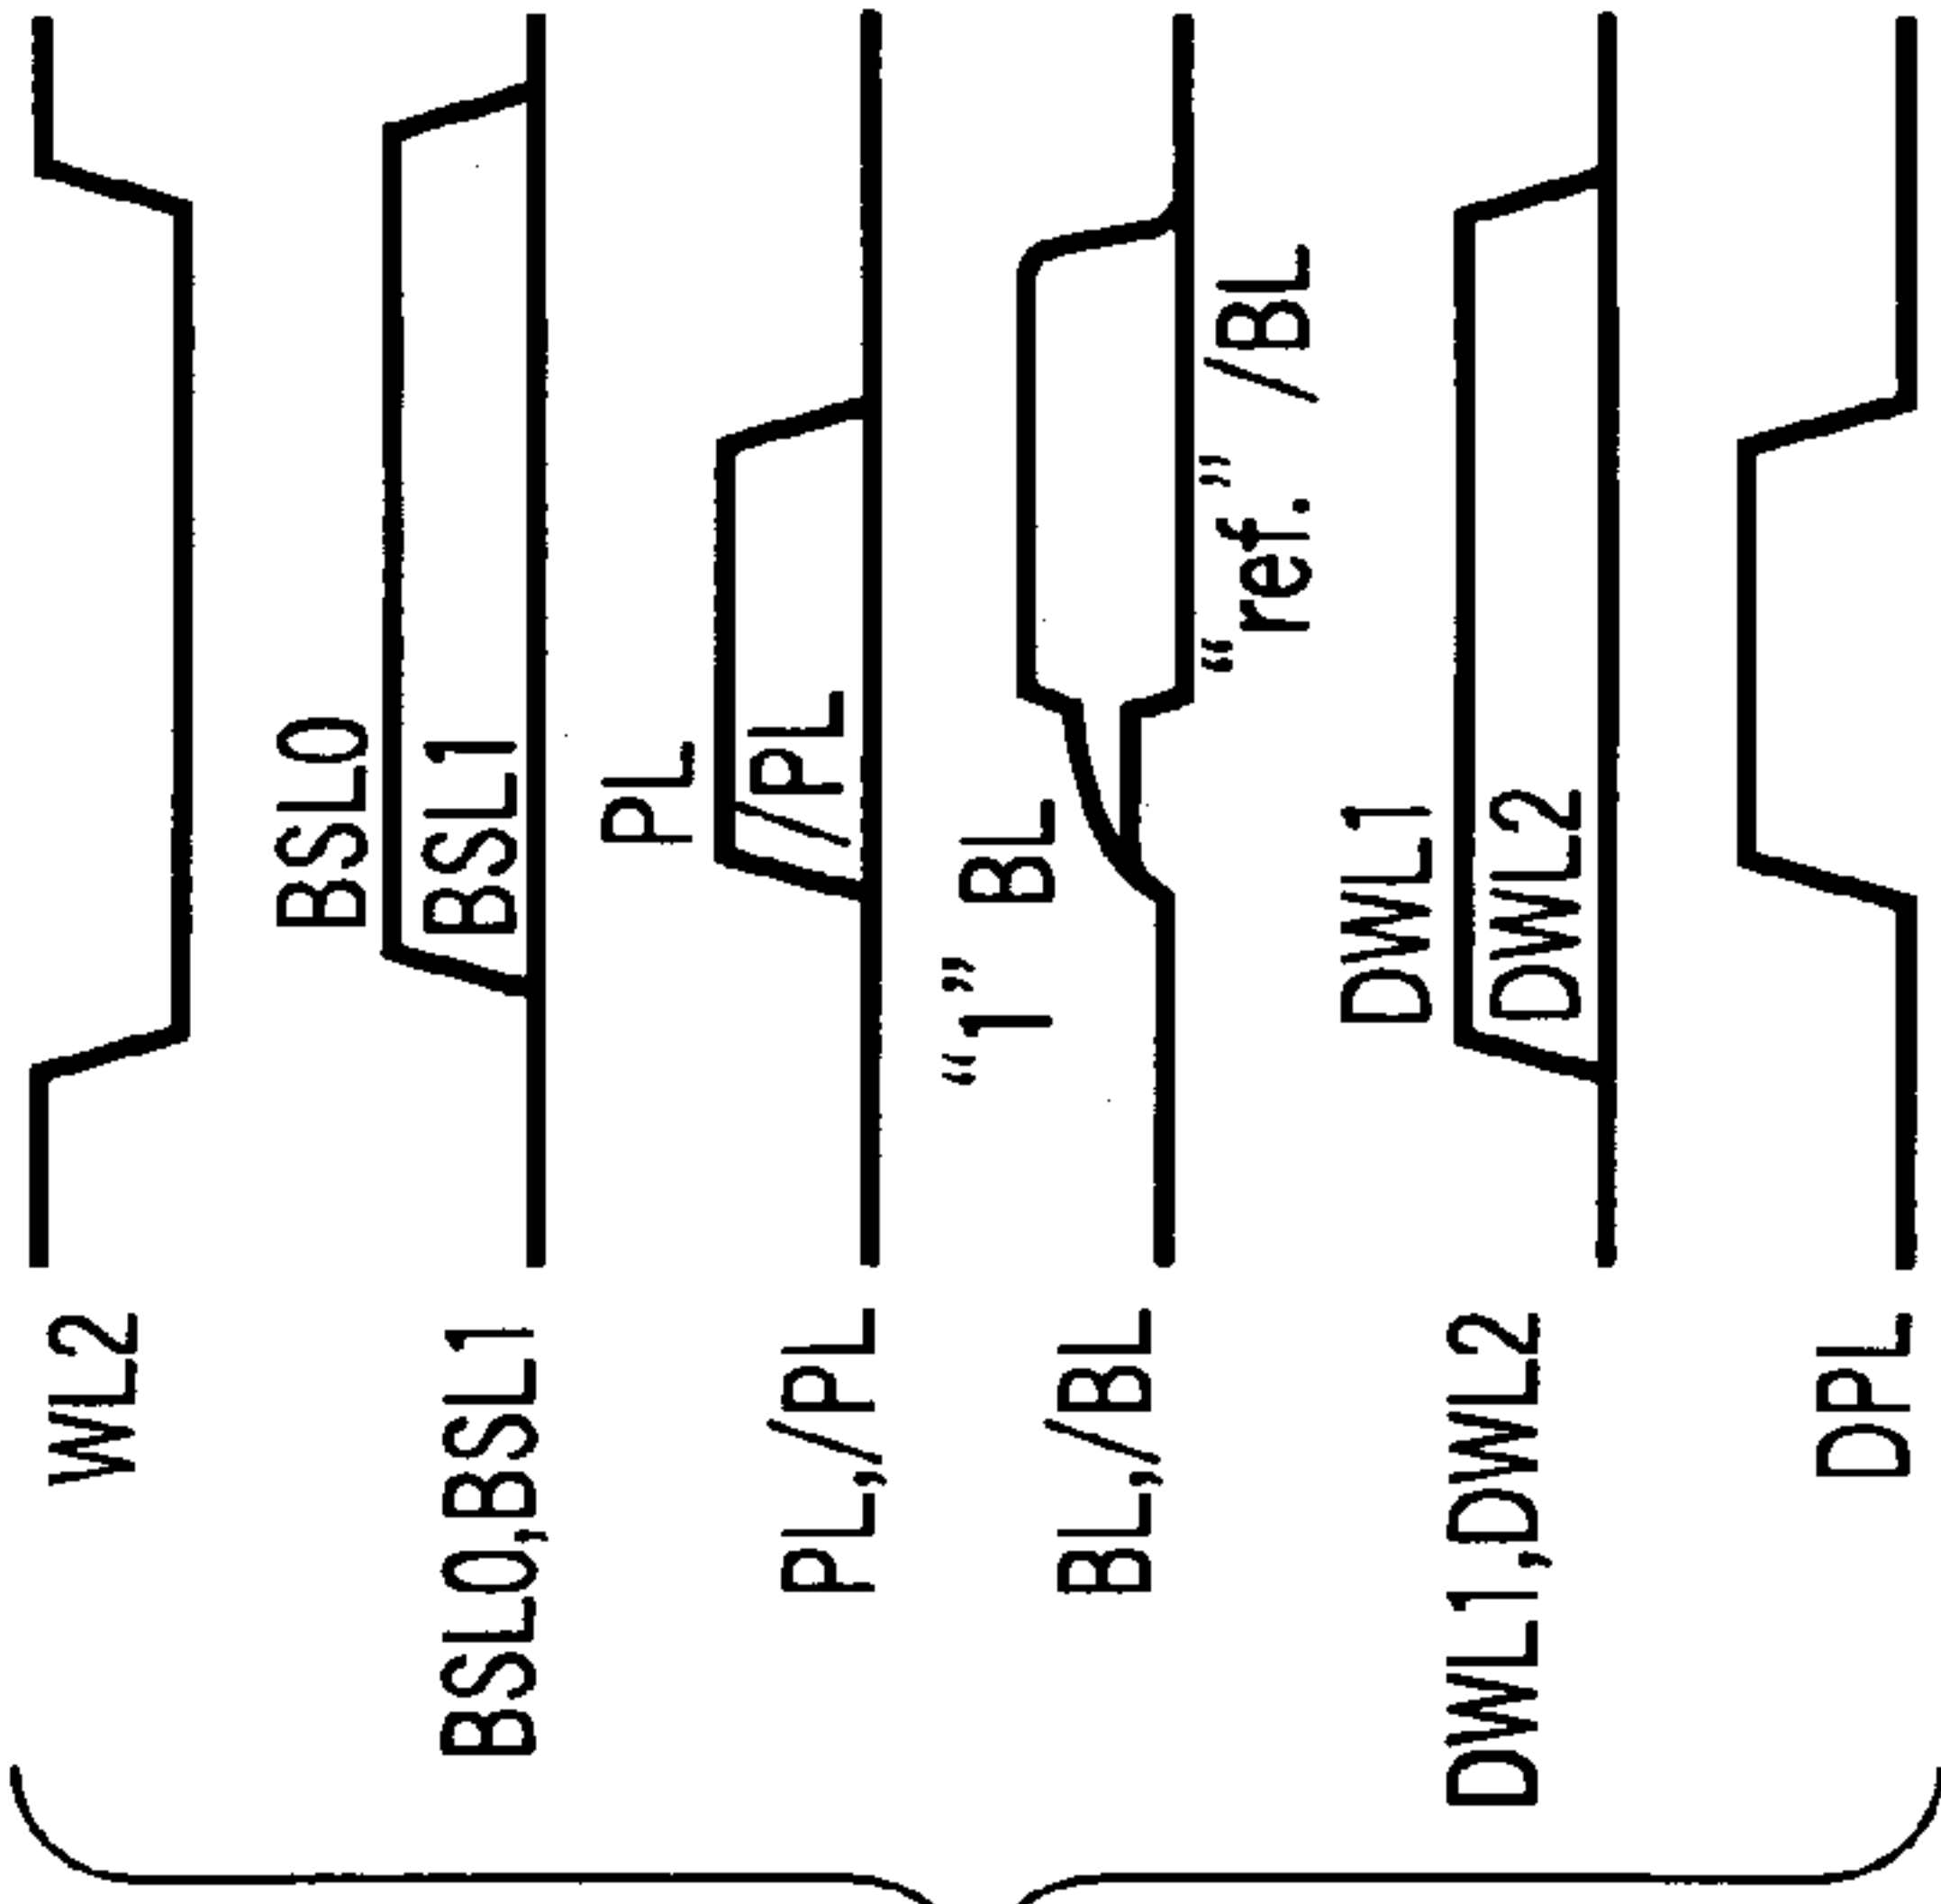 WL2
BSL0,BSL1
BSL0
BSL1
PL,/PL
PL
/PL
BL,/BL
“1” BL
“ref.” /BL
DWL1,DWL2
DWL1
DWL2
DPL